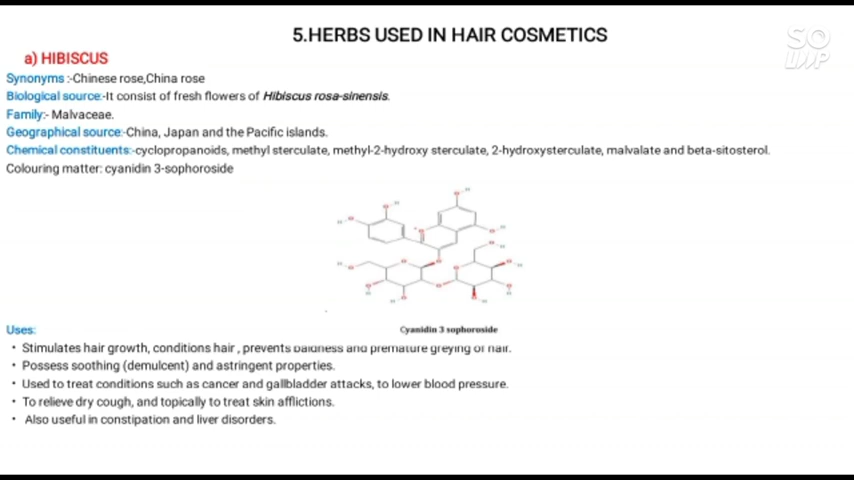 5.HERBS USED IN HAIR COSMETICS
SO
LMP
a) HIBISCUS
Synonyms :-Chinese rose,China rose
Biological source:-It consist of fresh flowers of Hibiscus rosa-sinensis.
Family:- Malvaceae.
Geographical source:-China, Japan and the Pacific islands.
Chemical constituents:-cyclopropanoids, methyl sterculate, methyl-2-hydroxy sterculate, 2-hydroxysterculate, malvalate and beta-sitosterol.
Colouring matter: cyanidin 3-sophoroside
Cyanidin 3 sophoroside
Uses:
• Stimulates hair growth, conditions hair , prevents baldness and premature greying of hair.
• Possess soothing (demulcent) and astringent properties.
• Used to treat conditions such as cancer and gallbladder attacks, to lower blood pressure.
• To relieve dry cough, and topically to treat skin afflictions.
• Also useful in constipation and liver disorders.